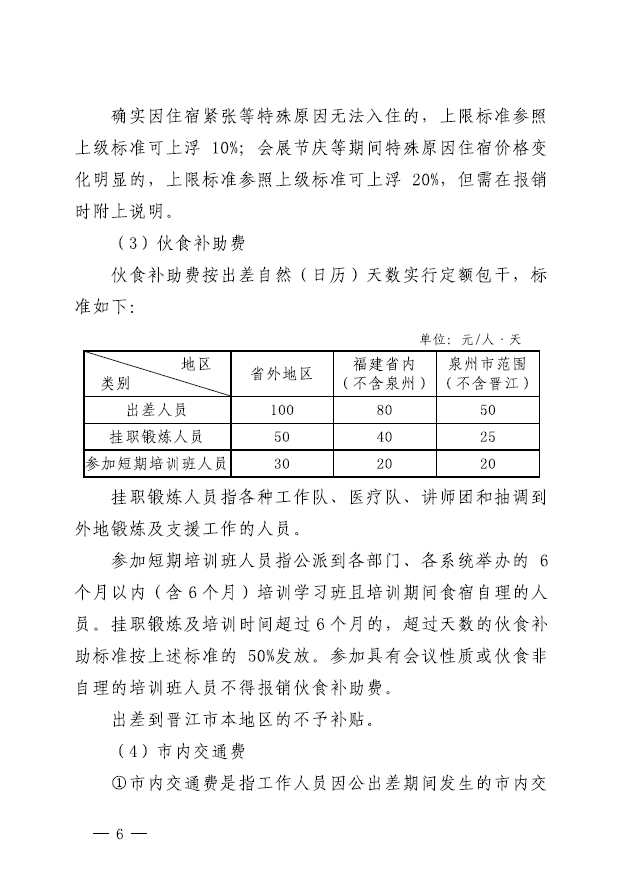 确实因住宿紧张等特殊原因无法入住的，上限标准参照
上级标准可上浮 10%；会展节庆等期间特殊原因住宿价格变
化明显的，上限标准参照上级标准可上浮 20%，但需在报销
时附上说明。
（3）伙食补助费
伙食补助费按出差自然（日历）天数实行定额包干，标
准如下：
单位：元/人·天
地区 类别 省外地区 福建省内（不含泉州） 泉州市范围（不含晋江）
出差人员 100 80 50
挂职锻炼人员 50 40 25
参加短期培训班人员 30 20 20
挂职锻炼人员指各种工作队、医疗队、讲师团和抽调到
外地锻炼及支援工作的人员。
参加短期培训班人员指公派到各部门、各系统举办的 6
个月以内（含6个月）培训学习班且培训期间食宿自理的人
员。挂职锻炼及培训时间超过6个月的，超过天数的伙食补
助标准按上述标准的 50%发放。参加具有会议性质或伙食非
自理的培训班人员不得报销伙食补助费。
出差到晋江市本地区的不予补贴。
（4）市内交通费
①市内交通费是指工作人员因公出差期间发生的市内交
— 6 —